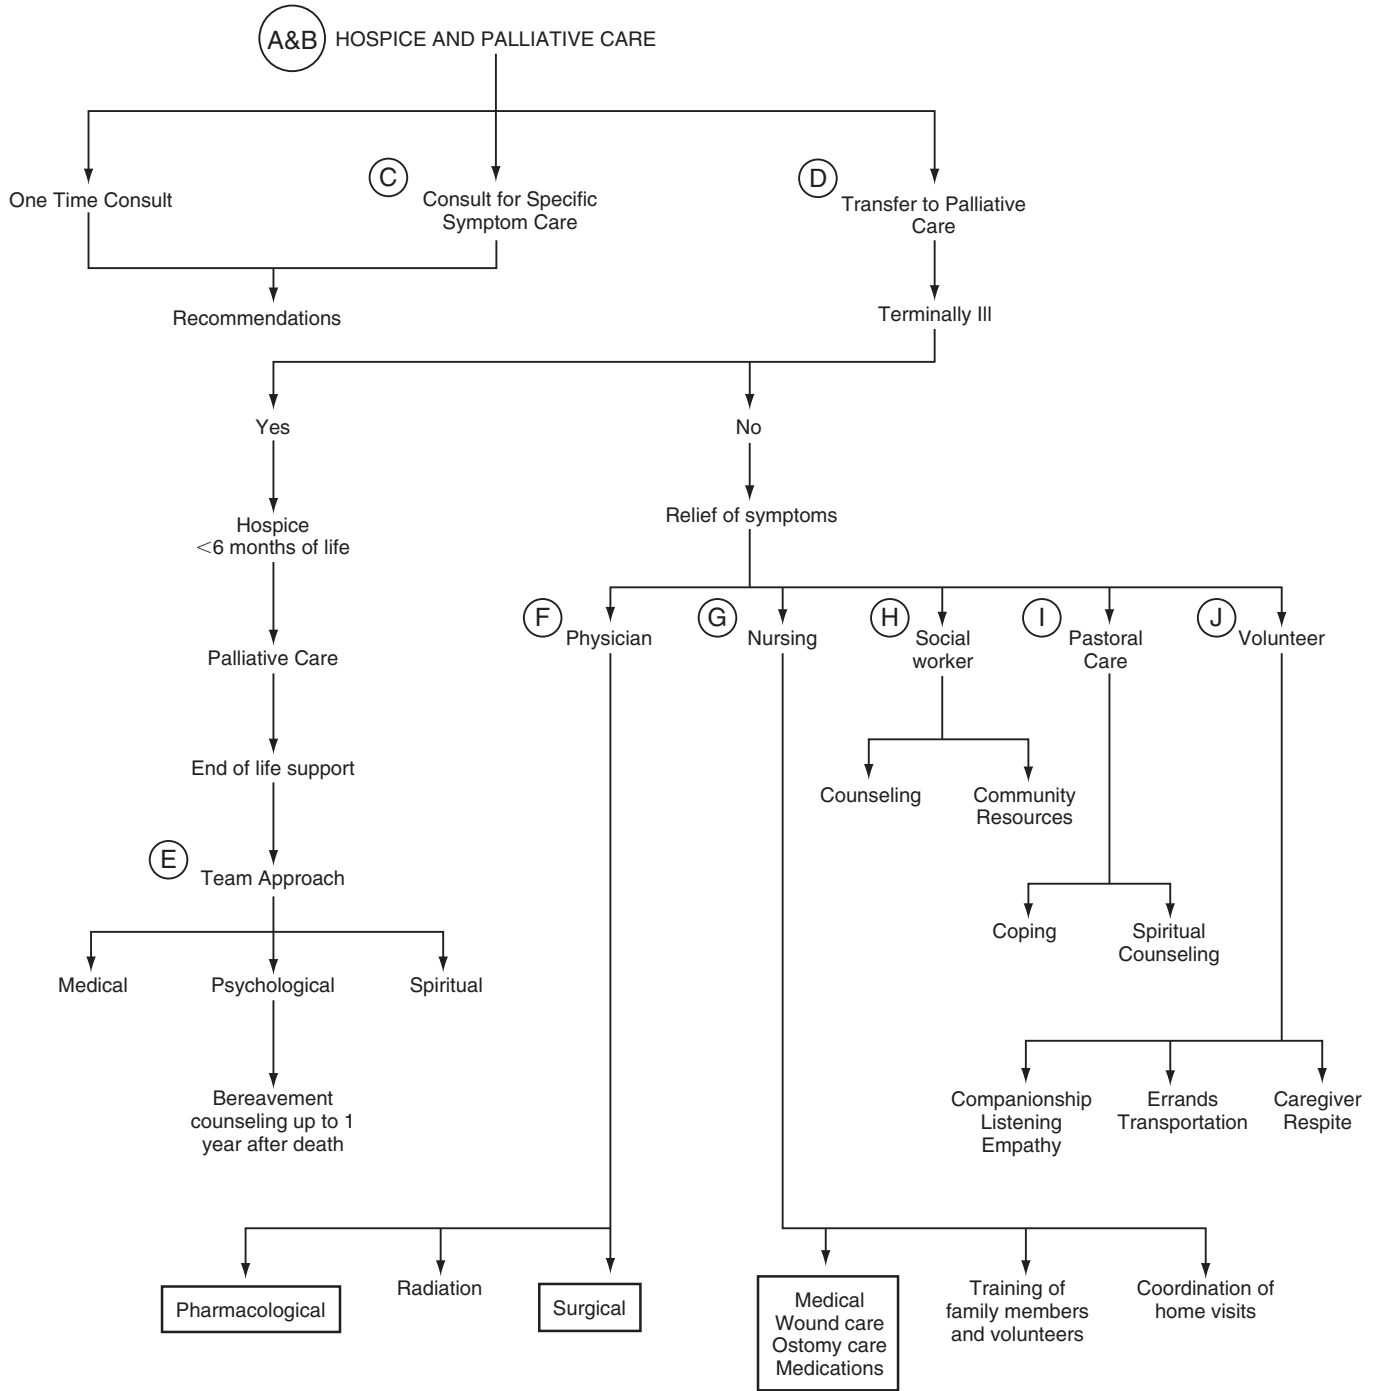 A&B HOSPICE AND PALLIATIVE CARE
One Time Consult
C
Consult for Specific
Symptom Care
D
Transfer to Palliative
Care
Recommendations
Terminally Ill
Yes
No
Hospice
<6 months of life
Relief of symptoms
Palliative Care
End of life support
E
Team Approach
Medical
Psychological
Spiritual
Bereavement
counseling up to 1
year after death
F
Physician
G
Nursing
H
Social
worker
I
Pastoral
Care
J
Volunteer
Counseling
Community
Resources
Coping
Spiritual
Counseling
Companionship
Listening
Empathy
Errands
Transportation
Caregiver
Respite
Pharmacological
Radiation
Surgical
Medical
Wound care
Ostomy care
Medications
Training of
family members
and volunteers
Coordination of
home visits